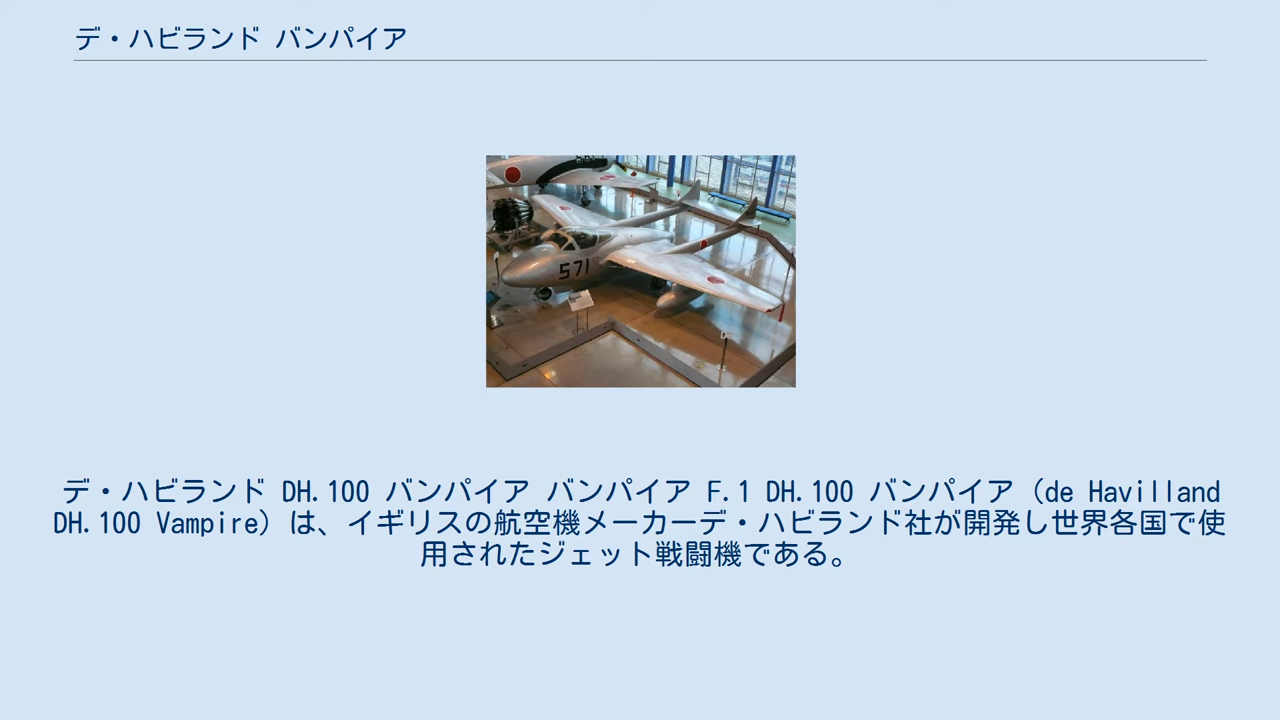 デ・ハビランド バンパイア
571
デ・ハビランド DH.100 バンパイア バンパイア F.1 DH.100 バンパイア（de Havilland
DH.100 Vampire）は、イギリスの航空機メーカーデ・ハビランド社が開発し世界各国で使
用されたジェット戦闘機である。